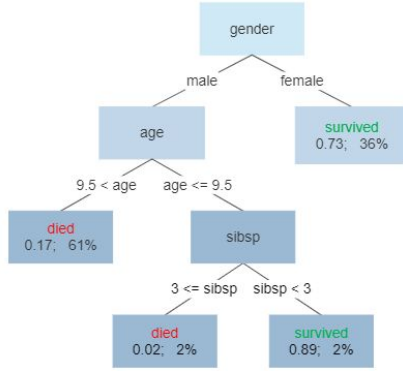 gender
male
female
age
survived
0.73; 36%
9.5 < age
age <= 9.5
died
0.17; 61%
sibsp
3 <= sibsp
sibsp < 3
died
0.02; 2%
survived
0.89; 2%